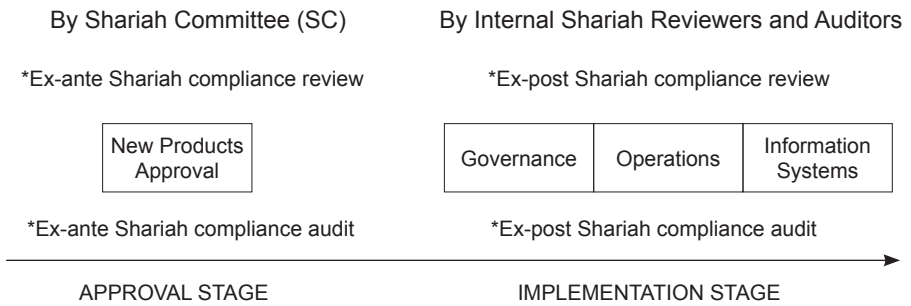 By Shariah Committee (SC)
By Internal Shariah Reviewers and Auditors
*Ex-ante Shariah compliance review
*Ex-post Shariah compliance review
New Products
Approval
Governance
Operations
Information
Systems
*Ex-ante Shariah compliance audit
*Ex-post Shariah compliance audit
APPROVAL STAGE
IMPLEMENTATION STAGE